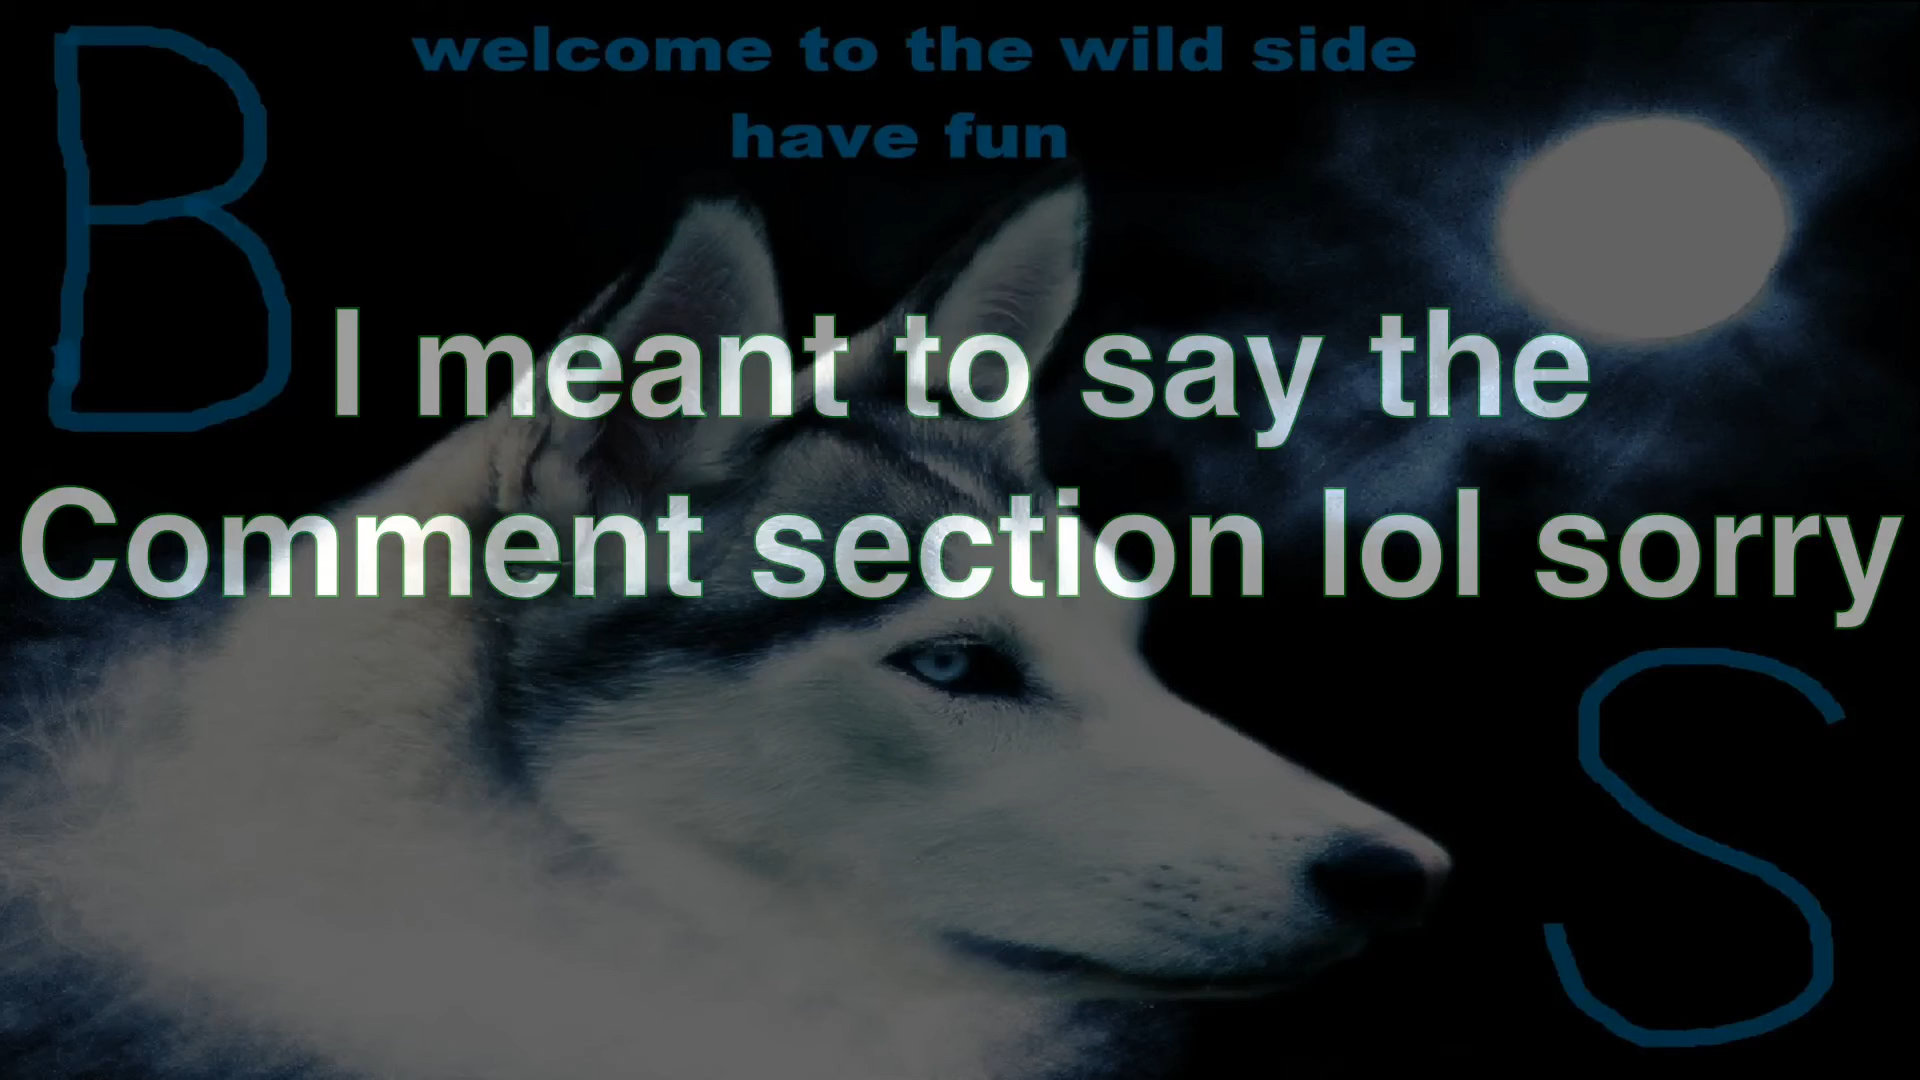 B
welcome to the wild side
have fun
I meant to say the
Comment section lol sorry
S